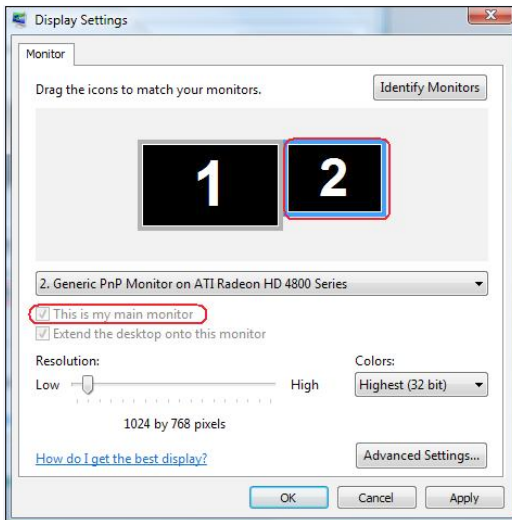 Display Settings
Monitor
Drag the icons to match your monitors.
Identify Monitors
1
2
2. Generic PnP Monitor on ATI Radeon HD 4800 Series
This is my main monitor
Extend the desktop onto this monitor
Resolution:
Colors:
Low
High
Highest (32 bit)
1024 by 768 pixels
How do I get the best display?
Advanced Settings...
OK
Cancel
Apply